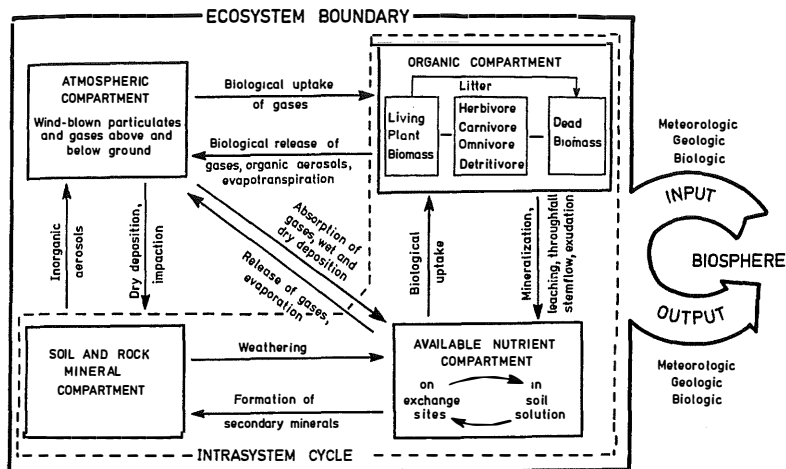 ECOSYSTEM BOUNDARY
ATMOSPHERIC
COMPARTMENT
Wind-blown particulates
and gases above and
below ground
Biological uptake
of gases
Biological release of
gases, organic aerosols,
evapotranspiration
ORGANIC COMPARTMENT
Litter
Living
Plant
Biomass
Herbivore
Carnivore
Omnivore
Detritivore
Dead
Biomass
Meteorologic
Geologic
Biologic
INPUT
BIOSPHERE
OUTPUT
Meteorologic
Geologic
Biologic
Inorganic
aerosols
Dry deposition,
impaction
Absorption of
gases, wet and
dry deposition
Release of gases,
evaporation
Biological
uptake
Mineralization,
leaching, throughfall
stemflow, exudation
SOIL AND ROCK
MINERAL
COMPARTMENT
Weathering
Formation of
secondary minerals
AVAILABLE NUTRIENT
COMPARTMENT
on
exchange
sites
in
soil
solution
INTRASYSTEM CYCLE